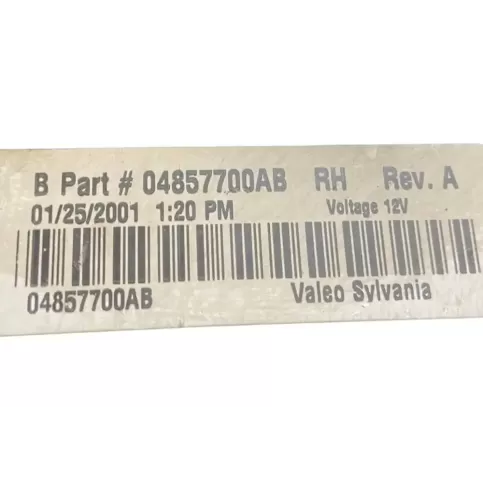 B Part # 04857700AB RH Rev. A
01/25/2001 1:20 PM Voltage 12V
04857700AB Valeo Sylvania